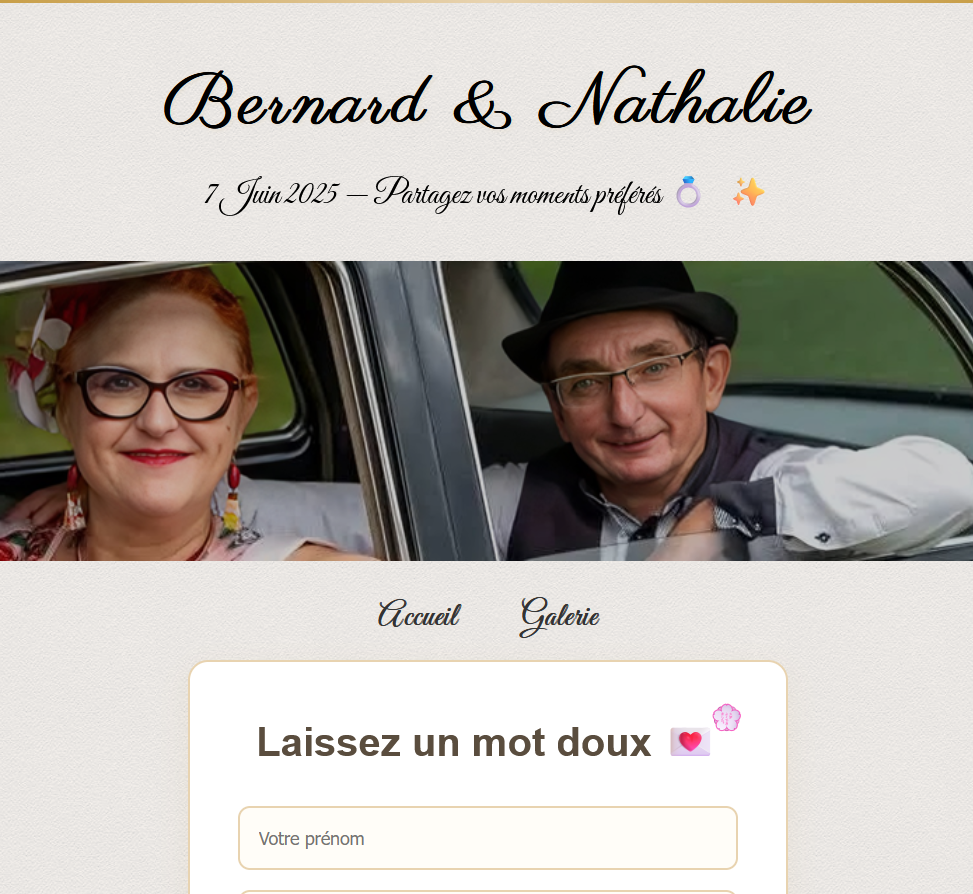 Bernard & Nathalie
7 Juin 2025 — Partagez vos moments préférés 💍 ✨
Accueil Galerie
Laissez un mot doux 💌
Votre prénom